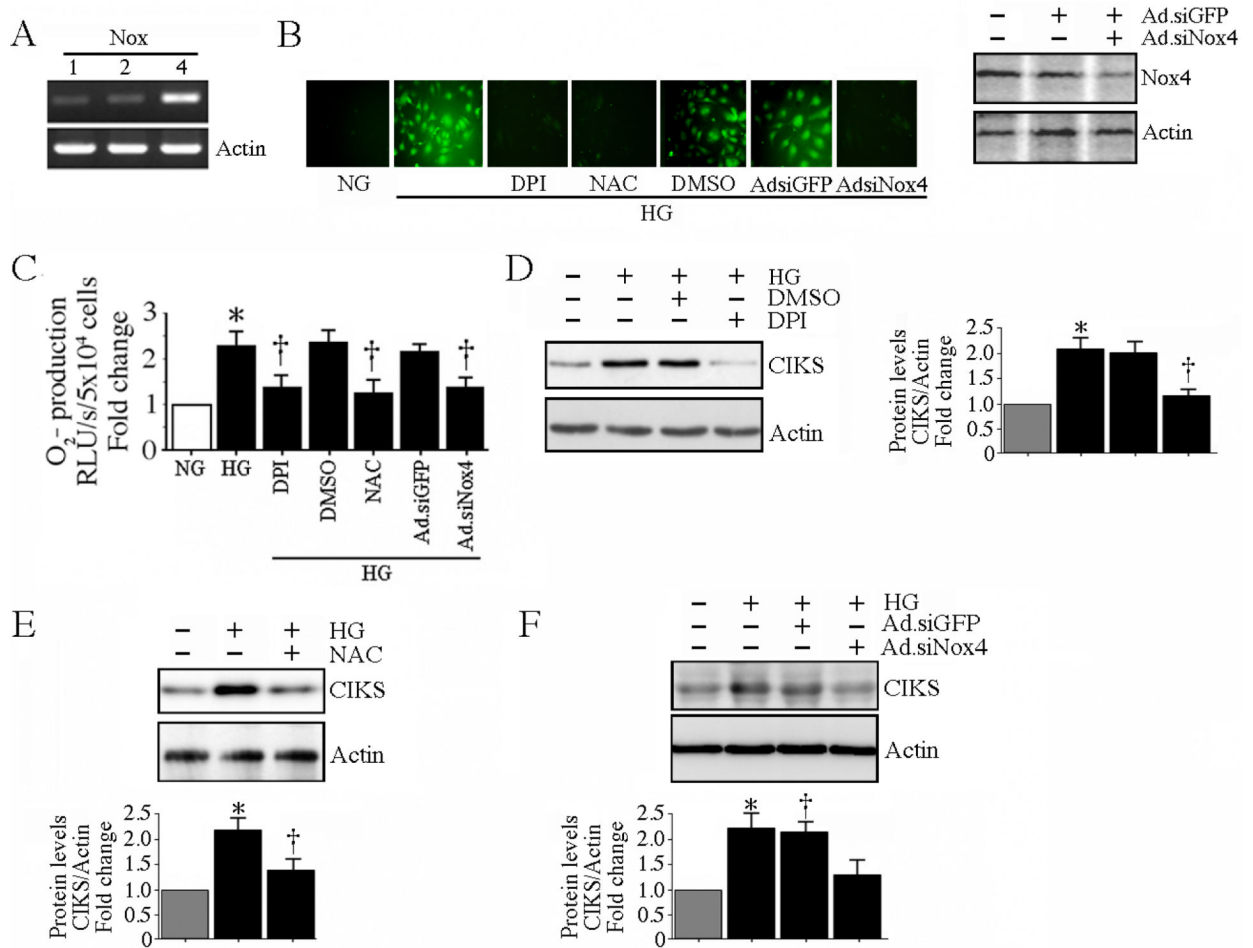 A
Nox
1 2 4
Actin
B
NG DPI NAC DMSO AdsiGFP AdsiNox4
HG
− + + Ad.siGFP
− − + Ad.siNox4
Nox4
Actin
C
O₂− production
RLU/s/5x10⁴ cells
Fold change
3
2
1
0
* † † †
NG HG DPI DMSO NAC Ad.siGFP Ad.siNox4
HG
D
− + + + HG
− − + − DMSO
− − − + DPI
CIKS
Actin
Protein levels
CIKS/Actin
Fold change
2.5
2.0
1.5
1.0
0.5
0
* †
E
− + + HG
− − + NAC
CIKS
Actin
Protein levels
CIKS/Actin
Fold change
2.5
2.0
1.5
1.0
0.5
0
* †
F
− + + + HG
− − + − Ad.siGFP
− − − + Ad.siNox4
CIKS
Actin
Protein levels
CIKS/Actin
Fold change
2.5
2.0
1.5
1.0
0.5
0
* †